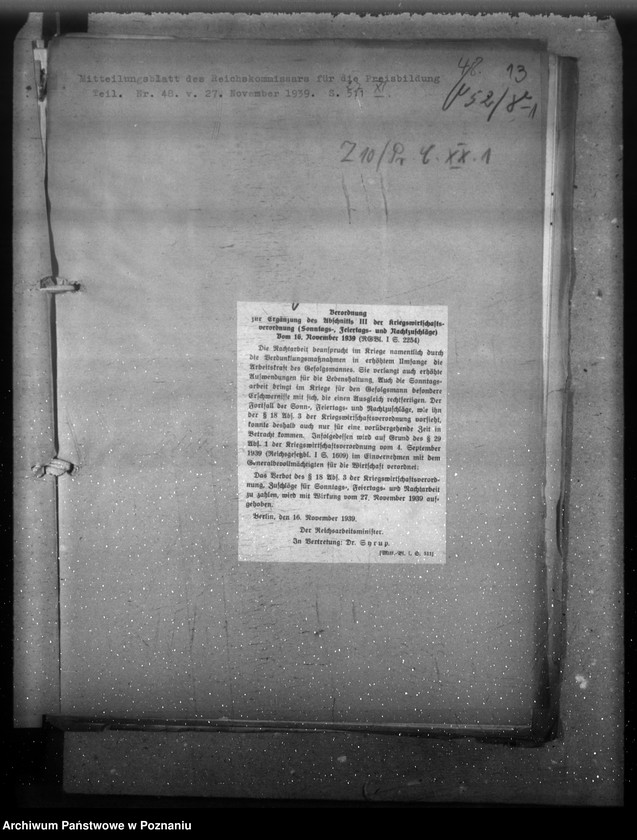 Mitteilungsblatt des Reichskommissars für die Preisbildung
Teil. Nr. 48. v. 27. November 1939. S.
48. 13
Z 10/Pr. C. XX. 1
Verordnung
zur Ergänzung des Abschnitts III der Kriegswirtschafts-
verordnung (Sonntags-, Feiertags- und Nachtzuschläge)
Vom 16. November 1939 (RGBl. I S. 2254)
Die Nachtarbeit beansprucht im Kriege namentlich durch
die Verdunklungsmaßnahmen in erhöhtem Umfange die
Arbeitskraft des Gefolgsmannes. Sie verlangt auch erhöhte
Aufwendungen für die Lebenshaltung. Auch die Sonntags-
arbeit bringt im Kriege für den Gefolgsmann besondere
Erschwernisse mit sich, die einen Ausgleich rechtfertigen. Der
Fortfall der Sonn-, Feiertags- und Nachtzuschläge, wie ihn
der § 18 Abs. 3 der Kriegswirtschaftsverordnung vorsieht,
konnte deshalb auch nur für eine vorübergehende Zeit in
Betracht kommen. Infolgedessen wird auf Grund des § 29
Abs. 1 der Kriegswirtschaftsverordnung vom 4. September
1939 (Reichsgesetzbl. I S. 1609) im Einvernehmen mit dem
Generalbevollmächtigten für die Wirtschaft verordnet:
Das Verbot des § 18 Abs. 3 der Kriegswirtschaftsverord-
nung, Zuschläge für Sonntags-, Feiertags- und Nachtarbeit
zu zahlen, wird mit Wirkung vom 27. November 1939 auf-
gehoben.
Berlin, den 16. November 1939.
Der Reichsarbeitsminister.
In Vertretung: Dr. Syrup.
Archiwum Państwowe w Poznaniu